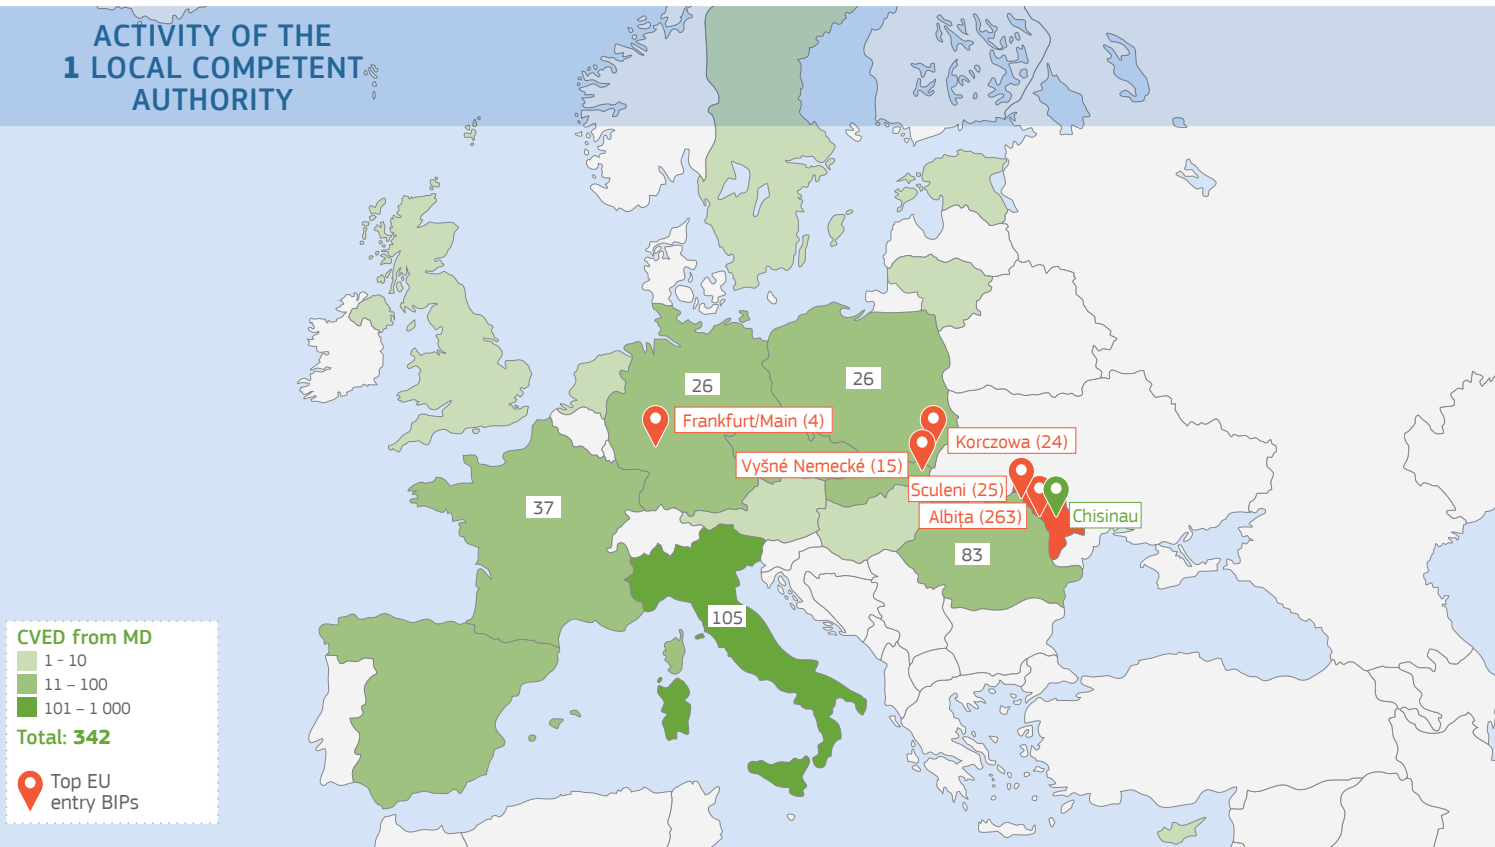 ACTIVITY OF THE
1 LOCAL COMPETENT
AUTHORITY
26
26
Frankfurt/Main (4)
Korczowa (24)
Vyšné Nemecké (15)
Sculeni (25)
Albița (263)
Chisinau
37
83
105
CVED from MD
1 - 10
11 – 100
101 – 1 000
Total: 342
Top EU
entry BIPs